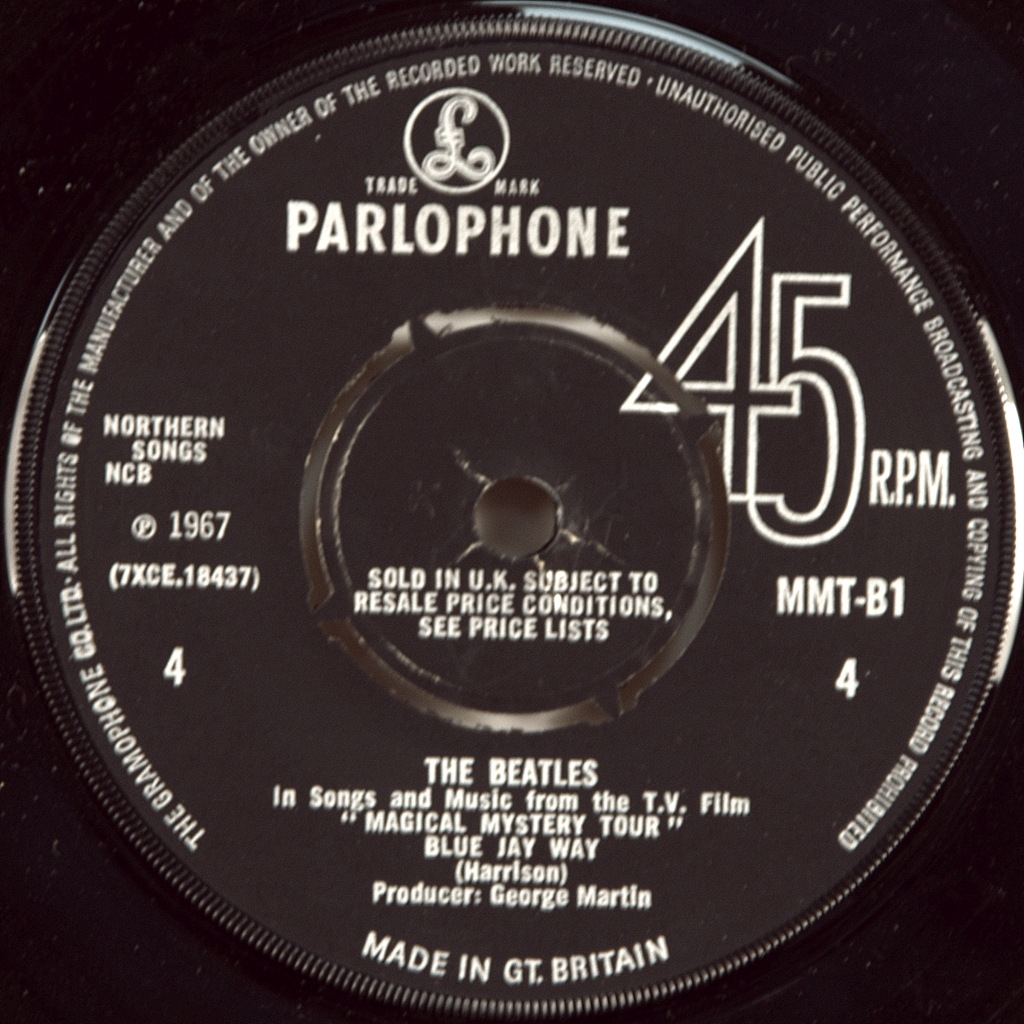 THE GRAMOPHONE CO.LTD. · ALL RIGHTS OF THE MANUFACTURER AND OF THE OWNER OF THE RECORDED WORK RESERVED · UNAUTHORISED PUBLIC PERFORMANCE BROADCASTING AND COPYING OF THIS RECORD PROHIBITED
£
TRADE MARK
PARLOPHONE
45
R.P.M.
NORTHERN
SONGS
NCB
℗ 1967
(7XCE.18437)
4
SOLD IN U.K. SUBJECT TO
RESALE PRICE CONDITIONS,
SEE PRICE LISTS
MMT-B1
4
THE BEATLES
In Songs and Music from the T.V. Film
"MAGICAL MYSTERY TOUR"
BLUE JAY WAY
(Harrison)
Producer: George Martin
MADE IN GT. BRITAIN